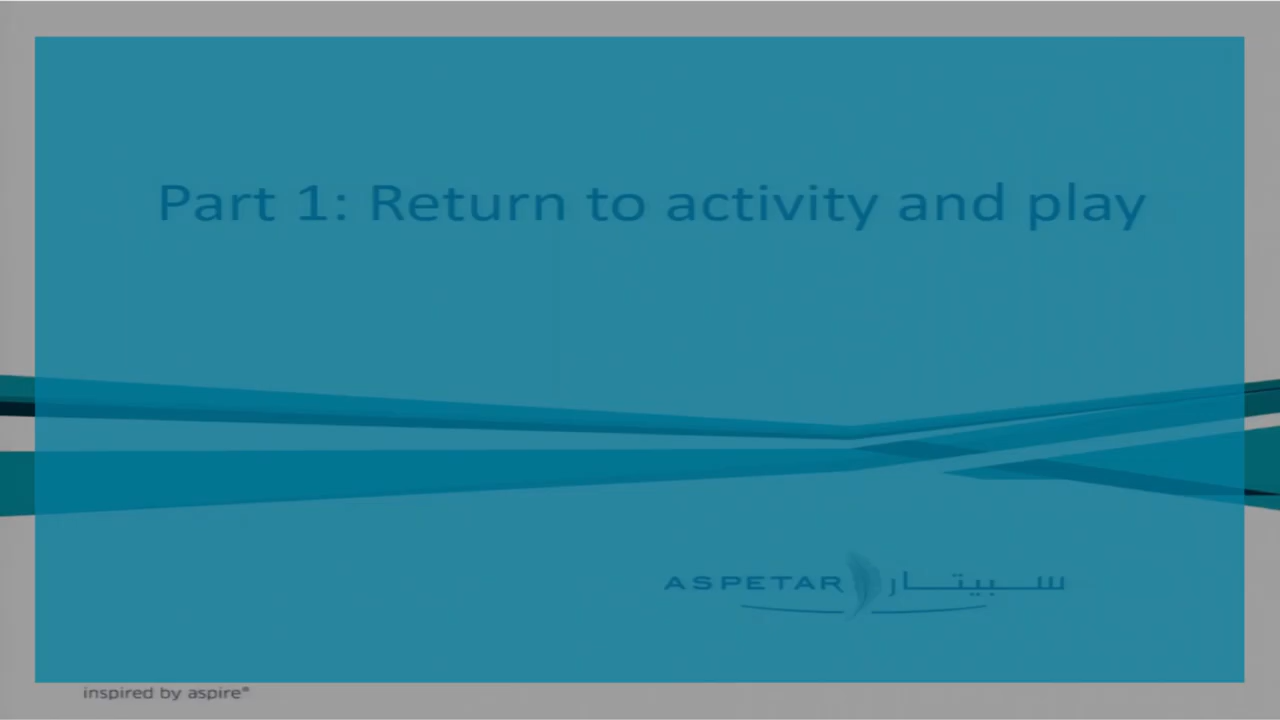 Part 1: Return to activity and play
ASPETAR سبيتار
inspired by aspire®